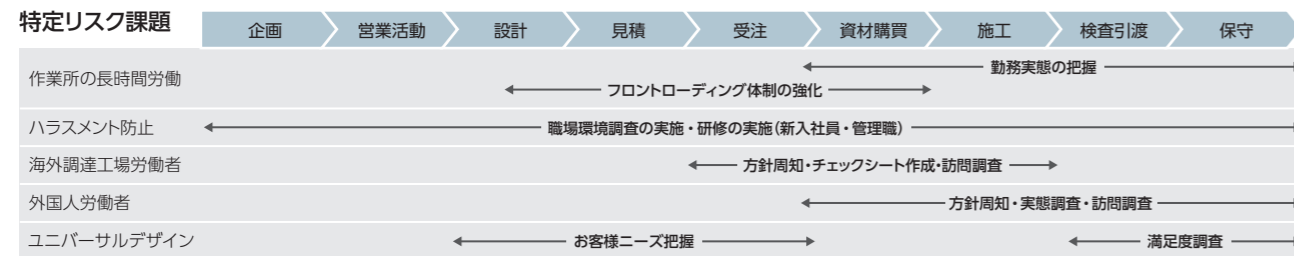 特定リスク課題
企画 営業活動 設計 見積 受注 資材購買 施工 検査引渡 保守
作業所の長時間労働
勤務実態の把握
フロントローディング体制の強化
ハラスメント防止 職場環境調査の実施・研修の実施(新入社員・管理職)
海外調達工場労働者 方針周知・チェックシート作成・訪問調査
外国人労働者 方針周知・実態調査・訪問調査
ユニバーサルデザイン お客様ニーズ把握 満足度調査